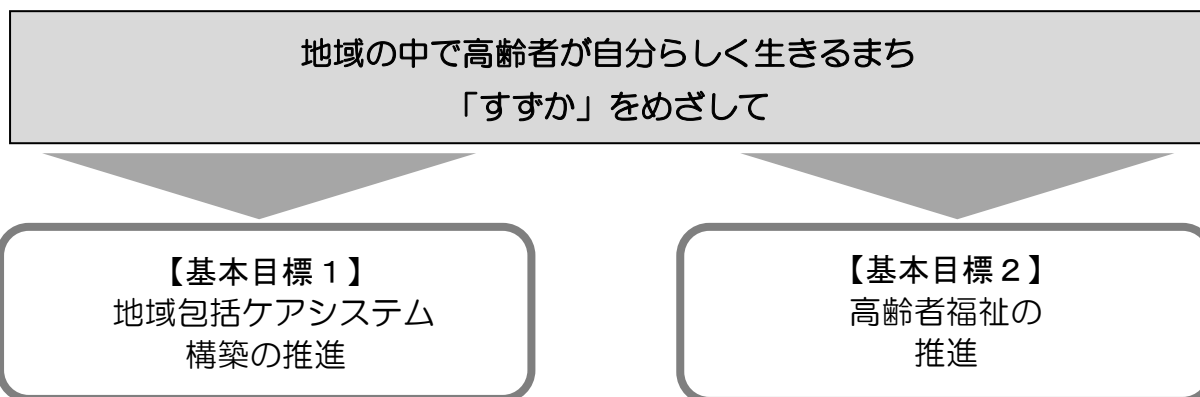 地域の中で高齢者が自分らしく生きるまち
「すずか」をめざして
【基本目標１】
地域包括ケアシステム
構築の推進
【基本目標２】
高齢者福祉の
推進